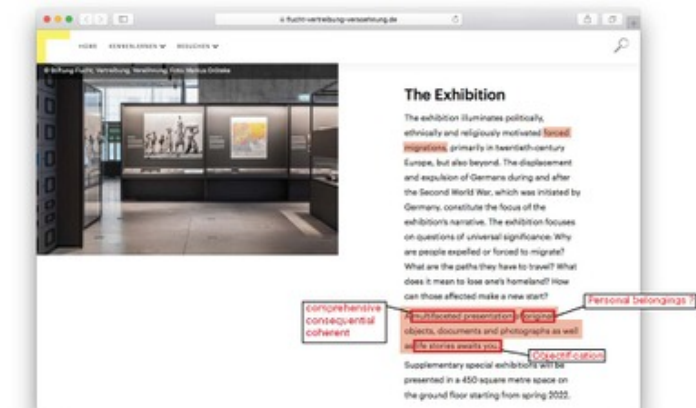 flucht-vertreibung-versoehnung.de
HOME KENNENLERNEN BESUCHEN
© Stiftung Flucht, Vertreibung, Versöhnung, Foto: Markus Gröteke
The Exhibition
The exhibition illuminates politically,
ethnically and religiously motivated forced
migrations, primarily in twentieth-century
Europe, but also beyond. The displacement
and expulsion of Germans during and after
the Second World War, which was initiated by
Germany, constitute the focus of the
exhibition's narrative. The exhibition focuses
on questions of universal significance: Why
are people expelled or forced to migrate?
What are the paths they have to travel? What
does it mean to lose one's homeland? How
can those affected make a new start?
A multifaceted presentation of original
objects, documents and photographs as well
as life stories awaits you.
Supplementary special exhibitions will be
presented in a 450-square metre space on
the ground floor starting from spring 2022.
comprehensive
consequential
coherent
Personal belongings ?
Objectification